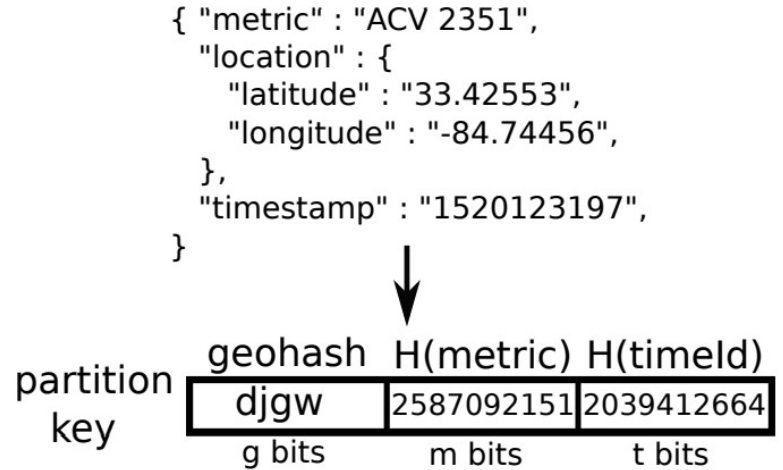 { "metric" : "ACV 2351",
"location" : {
"latitude" : "33.42553",
"longitude" : "-84.74456",
},
"timestamp" : "1520123197",
}
geohash H(metric) H(timeId)
partition key
djgw 2587092151 2039412664
g bits m bits t bits